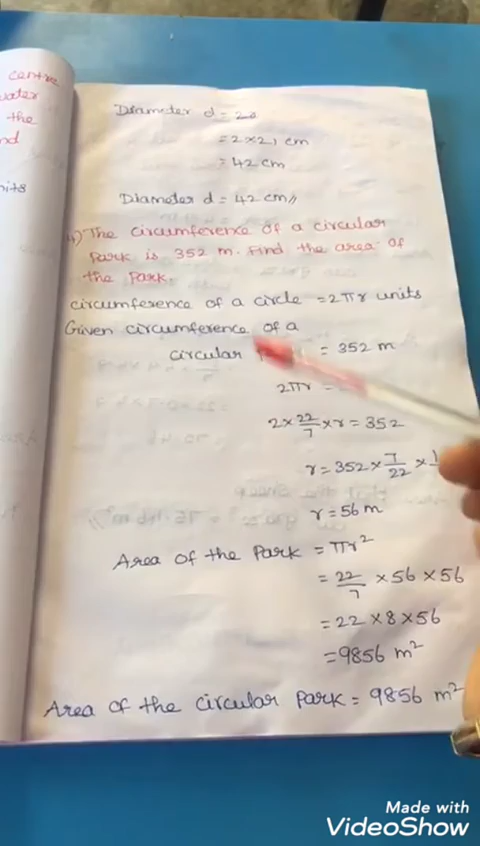 centre
water
the
nd
nits
Diameter d = 2r
= 2 × 21 cm
= 42 cm
Diameter d = 42 cm//
4) The circumference of a circular
park is 352 m. Find the area of
the park.
circumference of a circle = 2πr units
Given circumference of a
circular = 352 m
2πr =
2 × 22/7 × r = 352
r = 352 × 7/22 × 1
r = 56 m
Area of the Park = πr²
= 22/7 × 56 × 56
= 22 × 8 × 56
= 9856 m²
Area of the circular Park = 9856 m²
Made with
VideoShow